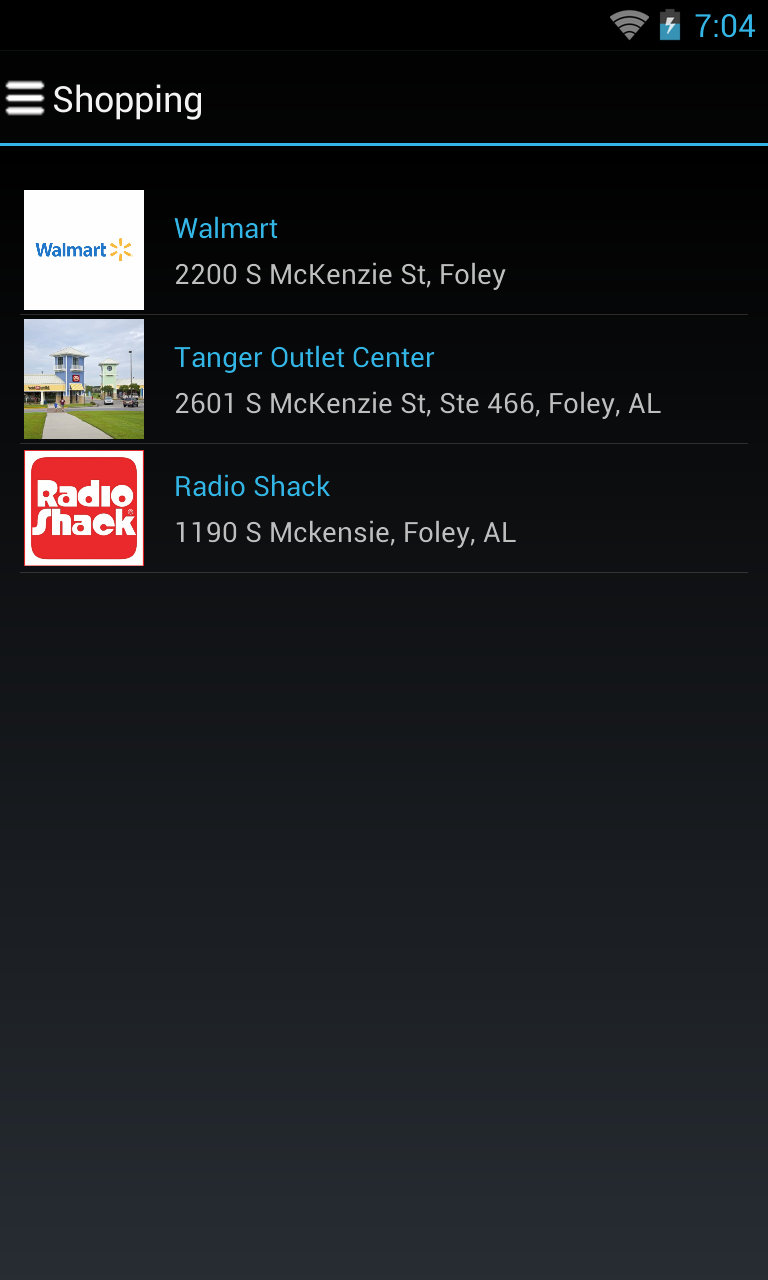 7:04
Shopping
Walmart
Walmart
2200 S McKenzie St, Foley
Tanger Outlet Center
2601 S McKenzie St, Ste 466, Foley, AL
Radio
Shack
Radio Shack
1190 S Mckensie, Foley, AL